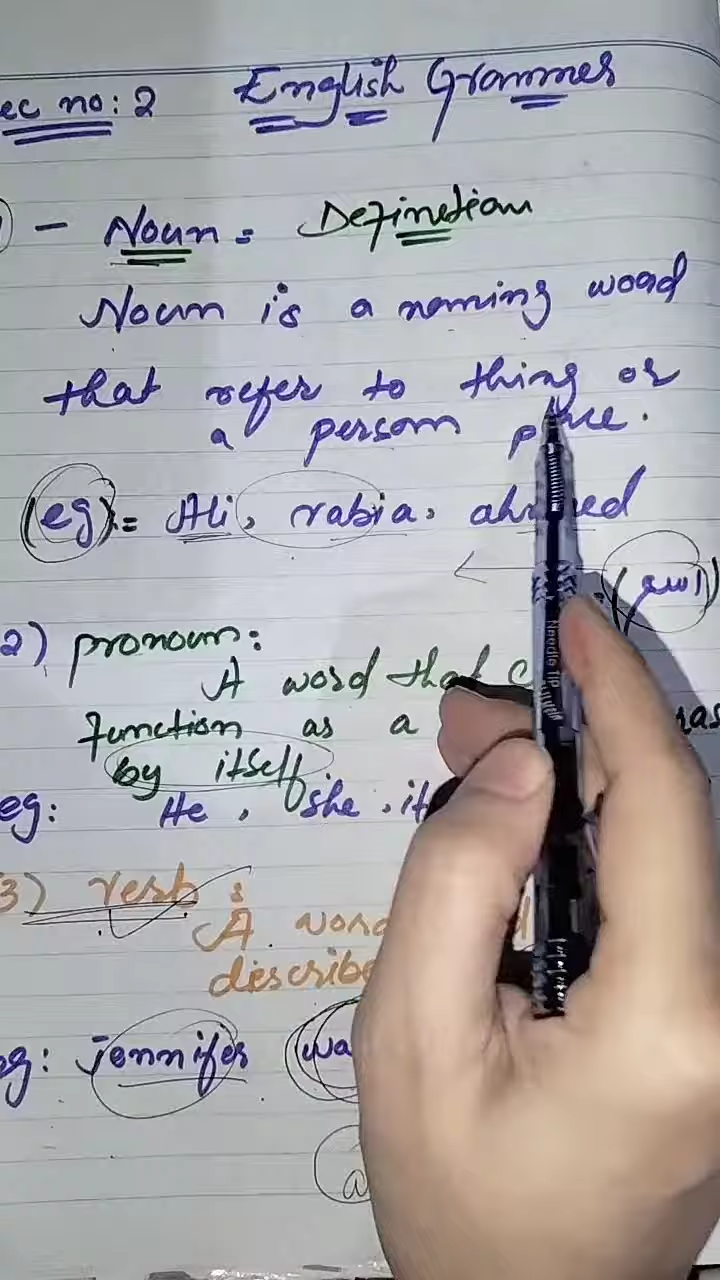 ec no: 2 English Grammer
- Noun = Definetion
Noun is a naming woad
that refer to thing or
a person place.
(eg) = Ali, rabia, ahmed
2) pronoun:
A word that
function as a
by itself
eg: He, she, it
3) verb:
A word
describe
eg: jennifer (wa